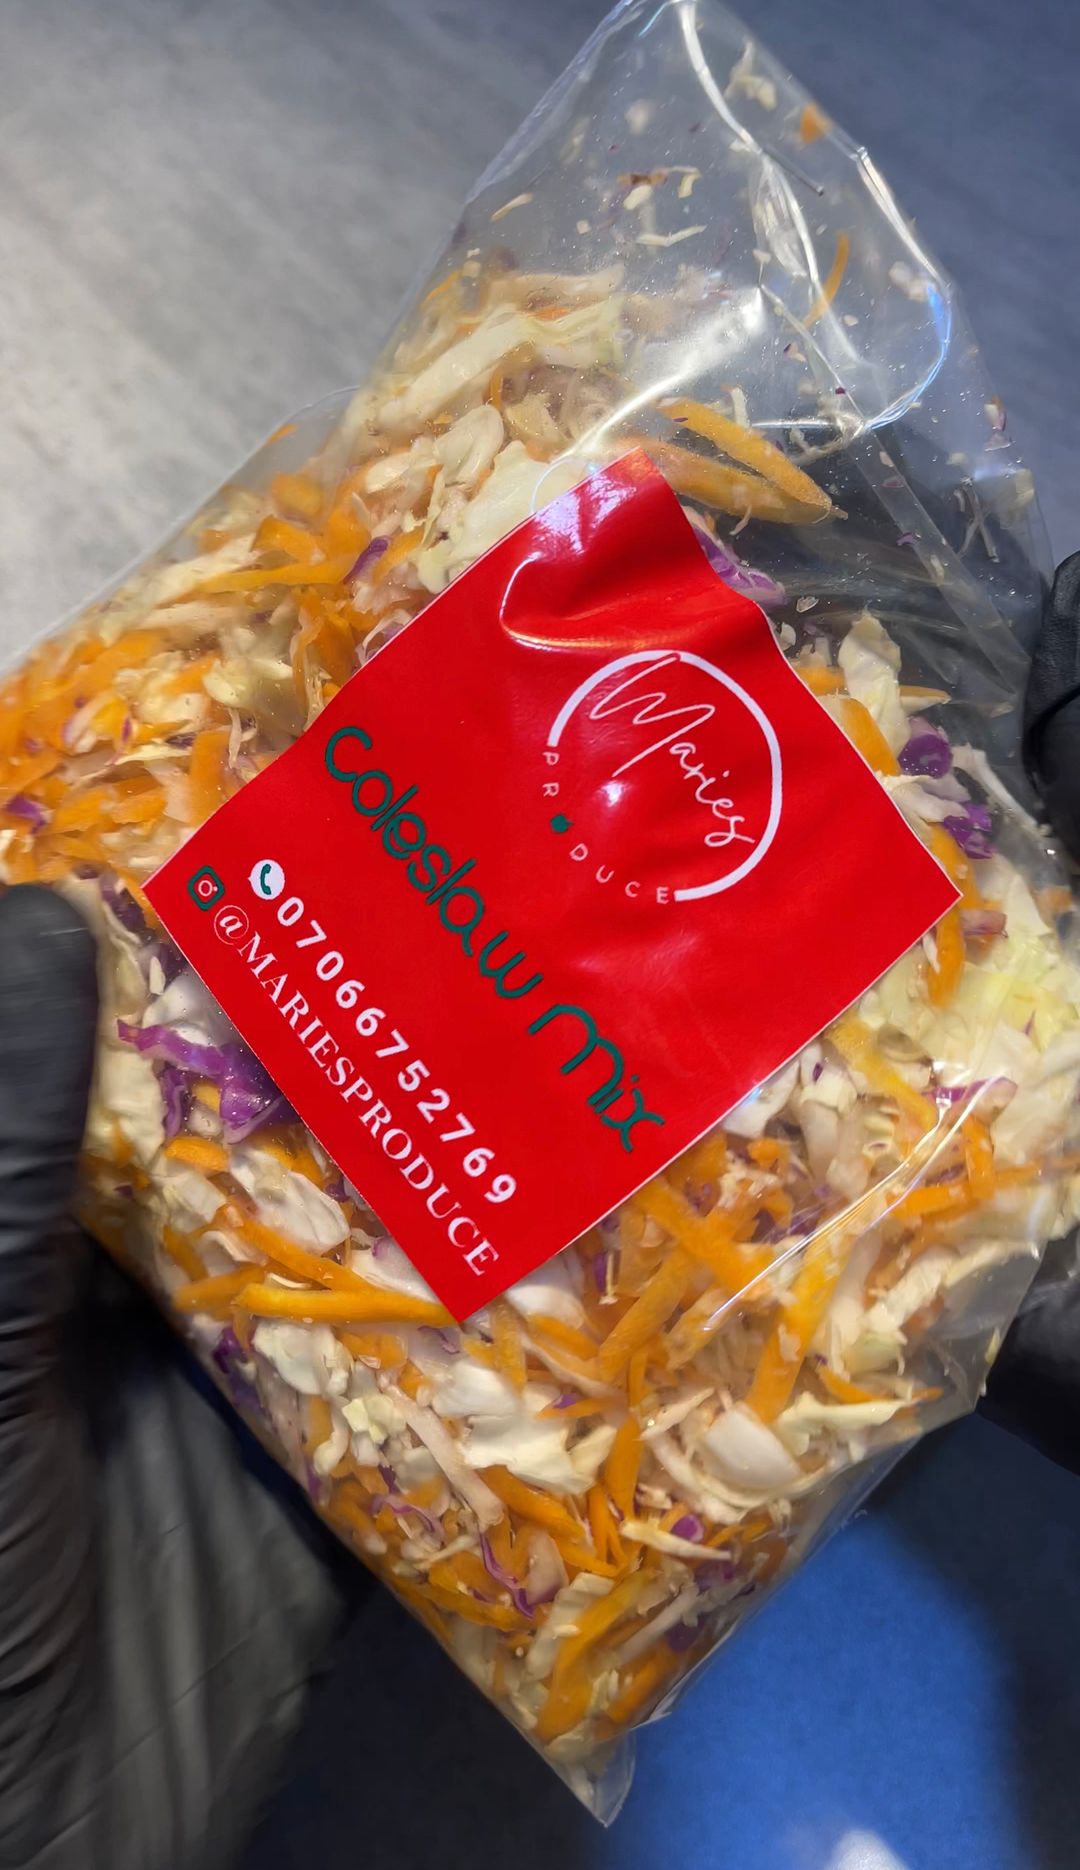 Maries
PRODUCE
Coleslaw Mix
07066752769
@MARIESPRODUCE